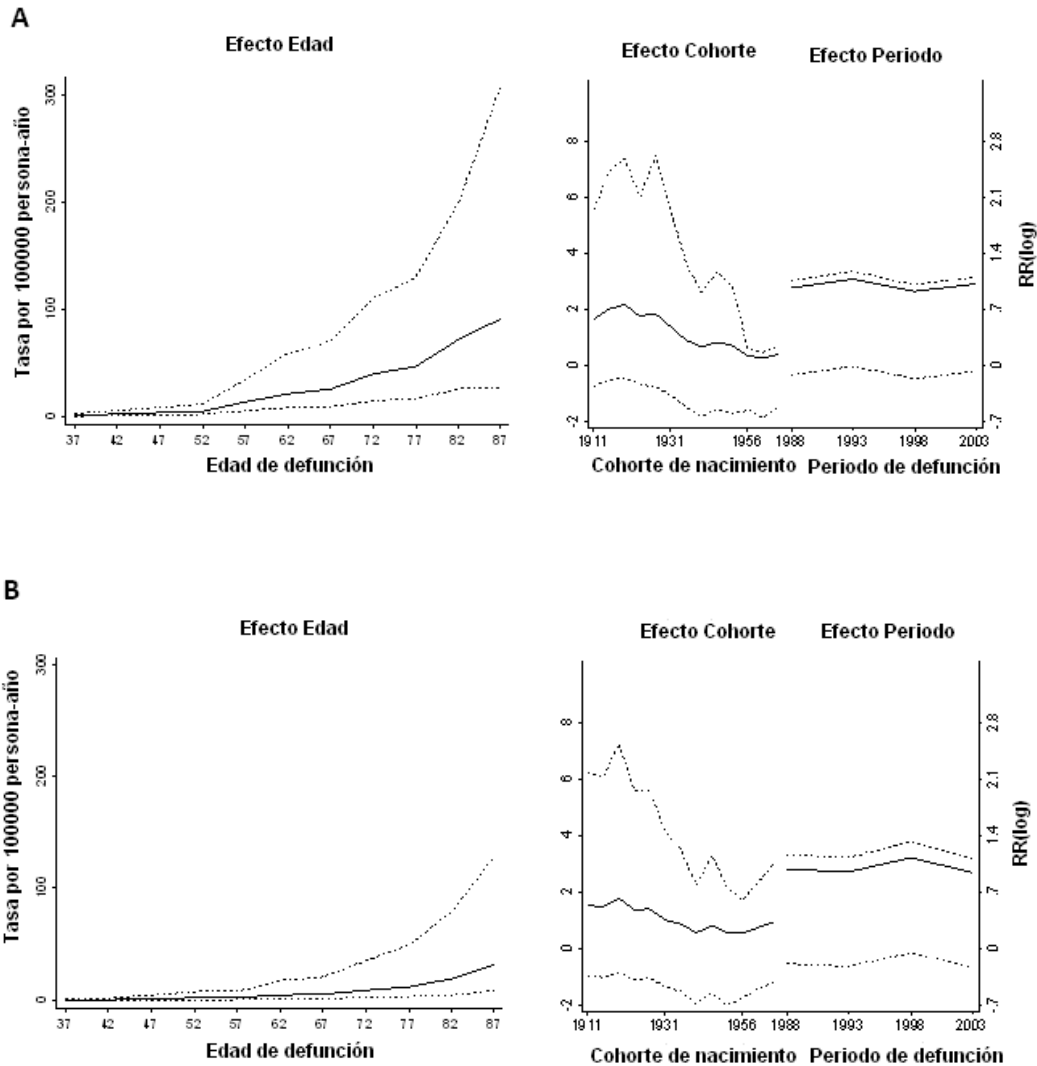 A
Efecto Edad
Efecto Cohorte
Efecto Periodo
Tasa por 100000 persona-año
0
100
200
300
37 42 47 52 57 62 67 72 77 82 87
Edad de defunción
-2
0
2
4
6
8
RR(log)
-.7
0
.7
1.4
2.1
2.8
1911 1931 1956 1988 1993 1998 2003
Cohorte de nacimiento
Periodo de defunción
B
Efecto Edad
Efecto Cohorte
Efecto Periodo
Tasa por 100000 persona-año
0
100
200
300
37 42 47 52 57 62 67 72 77 82 87
Edad de defunción
-2
0
2
4
6
8
RR(log)
-.7
0
.7
1.4
2.1
2.8
1911 1931 1956 1988 1993 1998 2003
Cohorte de nacimiento
Periodo de defunción